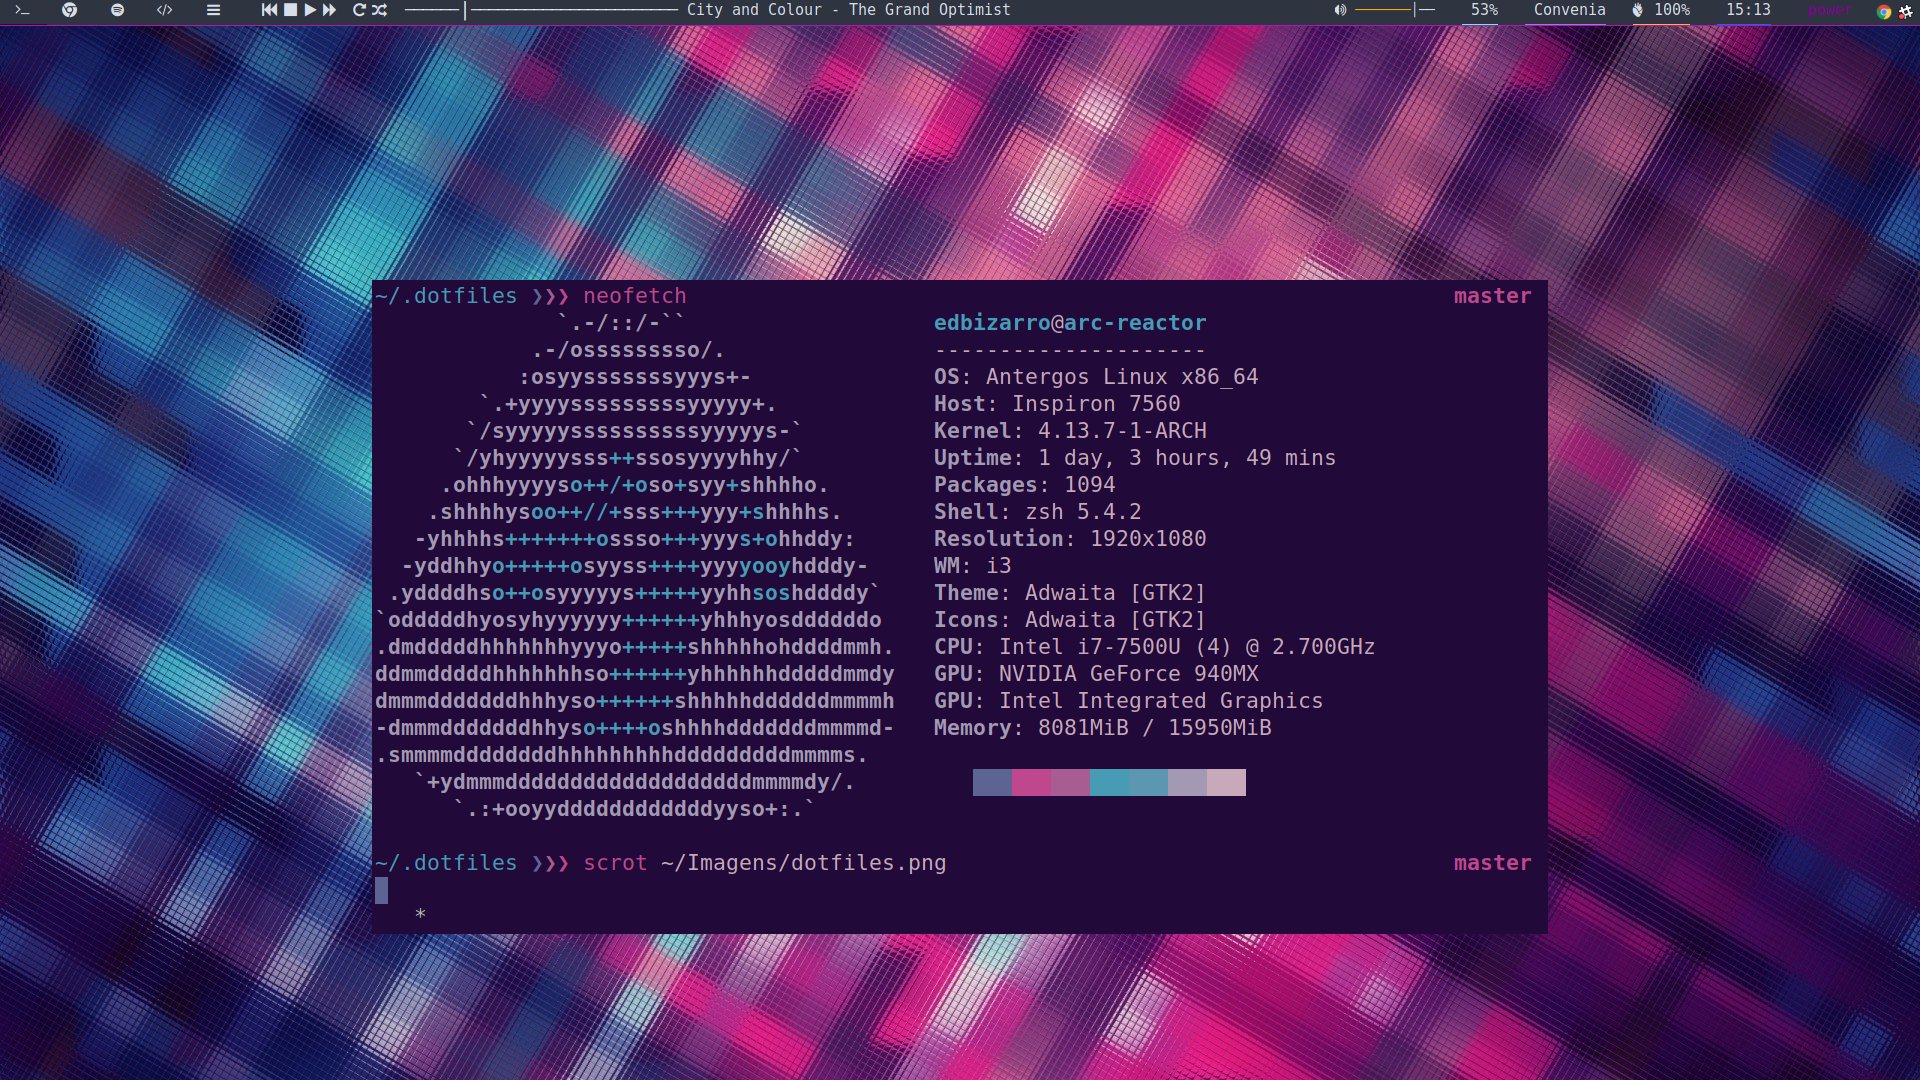 City and Colour - The Grand Optimist 53% Convenia 100% 15:13 power
~/.dotfiles ❯❯❯ neofetch master
`.-/::/-`` edbizarro@arc-reactor
.-/ossssssso/. ---------------------
:osyysssssssyyys+- OS: Antergos Linux x86_64
`.+yyyysssssssssyyyyy+. Host: Inspiron 7560
`/syyyyyssssssssssyyyyys-` Kernel: 4.13.7-1-ARCH
`/yhyyyyysss++ssosyyyyhhy/` Uptime: 1 day, 3 hours, 49 mins
.ohhhyyyyso++/+oso+syy+shhhho. Packages: 1094
.shhhhysoo++//+sss+++yyy+shhhhs. Shell: zsh 5.4.2
-yhhhhs+++++++ossso+++yyys+ohhddy: Resolution: 1920x1080
-yddhhyo+++++osyyss++++yyyyooyhdddy- WM: i3
.yddddhso++osyyyyys+++++yyhhsoshddddy` Theme: Adwaita [GTK2]
`odddddhyosyhyyyyyy++++++yhhhyosddddddo Icons: Adwaita [GTK2]
.dmdddddhhhhhhhyyyo+++++shhhhhohddddmmh. CPU: Intel i7-7500U (4) @ 2.700GHz
ddmmdddddhhhhhhhso++++++yhhhhhhdddddmmdy GPU: NVIDIA GeForce 940MX
dmmmdddddddhhhyso++++++shhhhhddddddmmmmh GPU: Intel Integrated Graphics
-dmmmdddddddhhyso++++oshhhhdddddddmmmmd- Memory: 8081MiB / 15950MiB
.smmmmddddddddhhhhhhhhhdddddddddmmmms.
`+ydmmmdddddddddddddddddddmmmmdy/.
`.:+ooyyddddddddddddyyso+:.`
~/.dotfiles ❯❯❯ scrot ~/Imagens/dotfiles.png master
*